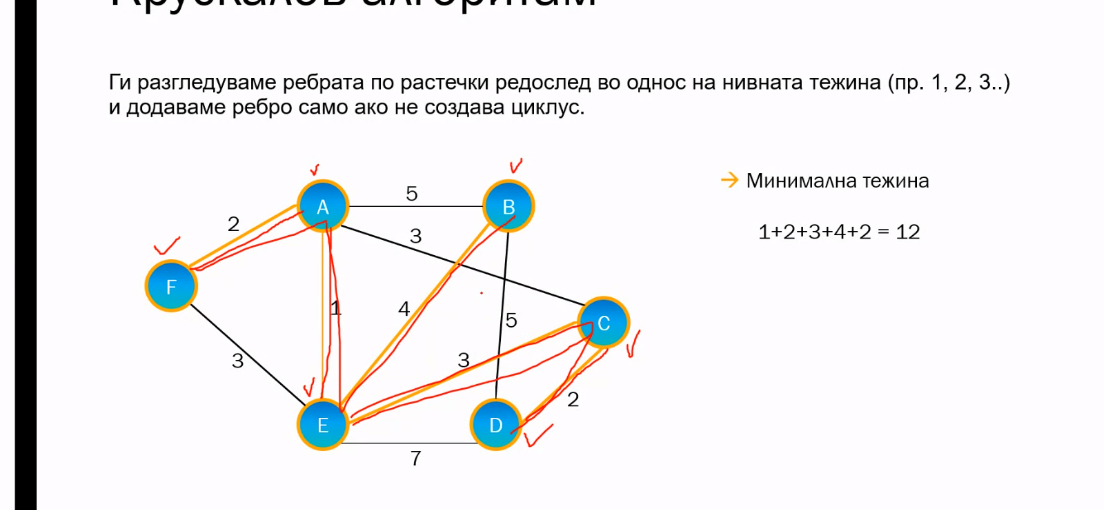 Крускалов алгоритам
Ги разгледуваме ребрата по растечки редослед во однос на нивната тежина (пр. 1, 2, 3..)
и додаваме ребро само ако не создава циклус.
→ Минимална тежина
1+2+3+4+2 = 12
A
5
B
2
3
F
1
4
5
C
3
3
2
E
D
7